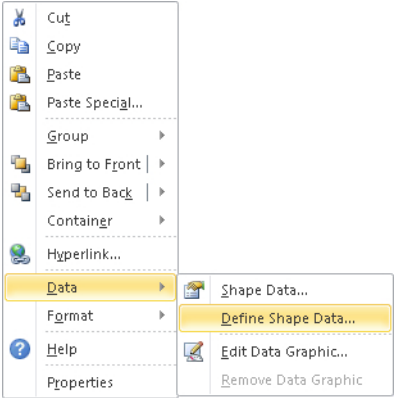 Cut
Copy
Paste
Paste Special...
Group
Bring to Front
Send to Back
Container
Hyperlink...
Data
Format
Help
Properties
Shape Data...
Define Shape Data...
Edit Data Graphic...
Remove Data Graphic